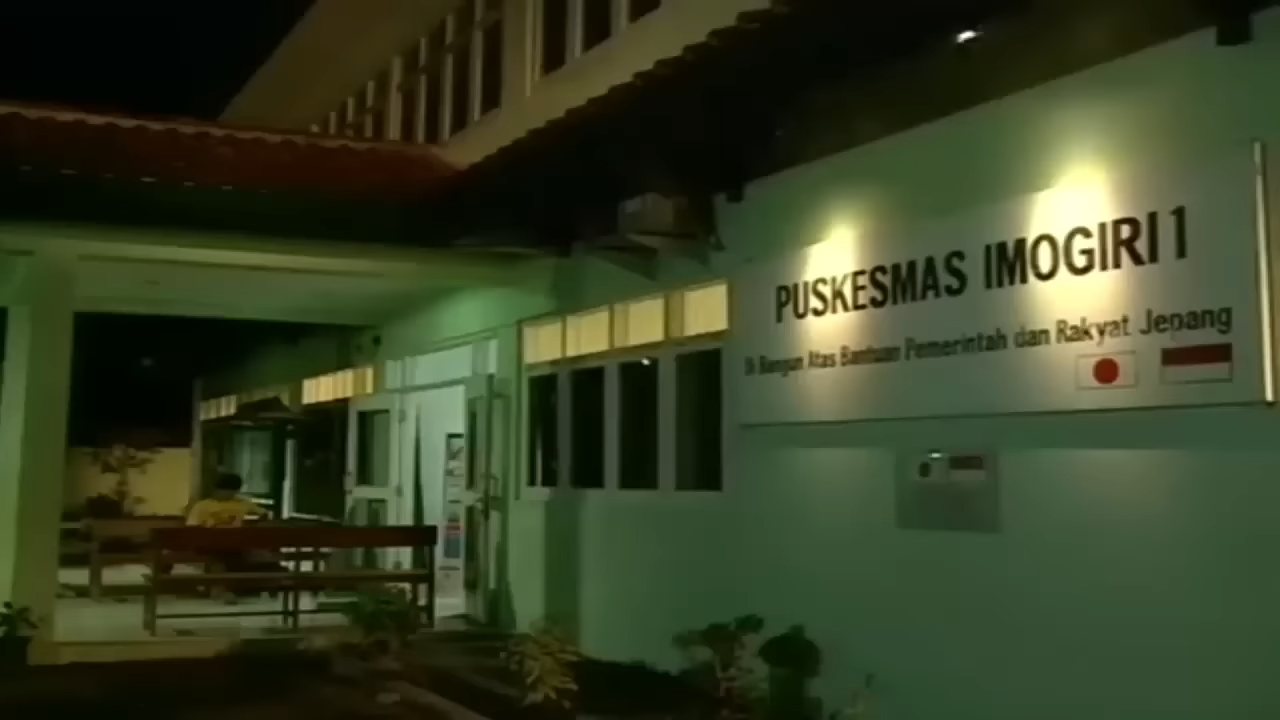 PUSKESMAS IMOGIRI 1
Di Bangun Atas Bantuan Pemerintah dan Rakyat Jepang